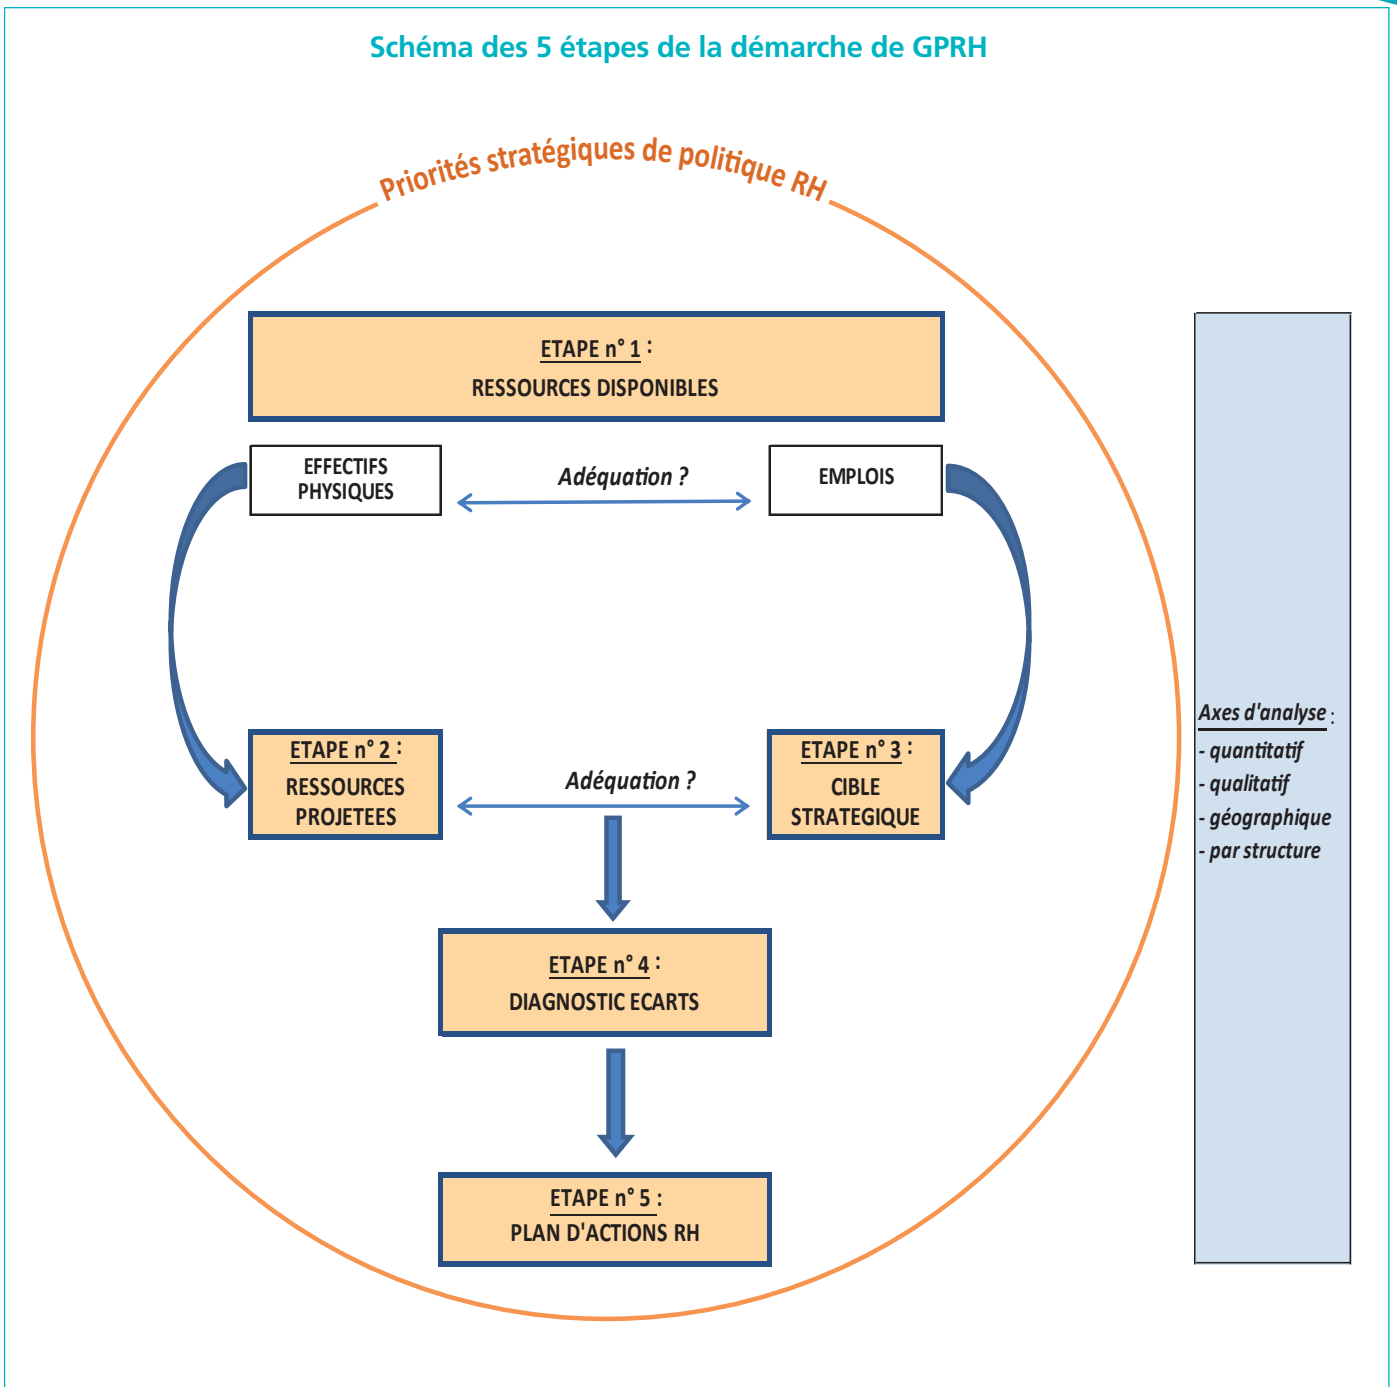 Schéma des 5 étapes de la démarche de GPRH
Priorités stratégiques de politique RH
ETAPE n° 1 :
RESSOURCES DISPONIBLES
EFFECTIFS
PHYSIQUES
Adéquation ?
EMPLOIS
ETAPE n° 2 :
RESSOURCES
PROJETEES
Adéquation ?
ETAPE n° 3 :
CIBLE
STRATEGIQUE
ETAPE n° 4 :
DIAGNOSTIC ECARTS
ETAPE n° 5 :
PLAN D'ACTIONS RH
Axes d'analyse :
- quantitatif
- qualitatif
- géographique
- par structure